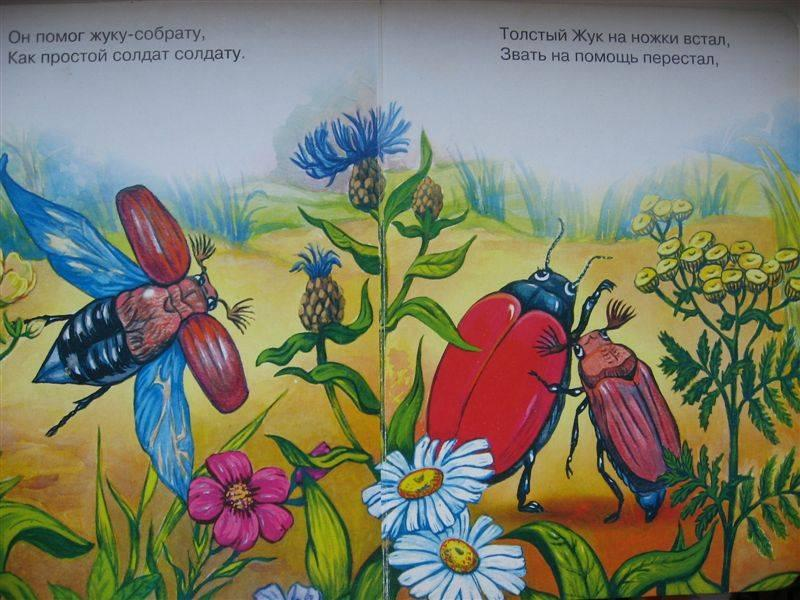 Он помог жуку-собрату,
Как простой солдат солдату.
Толстый Жук на ножки встал,
Звать на помощь перестал,